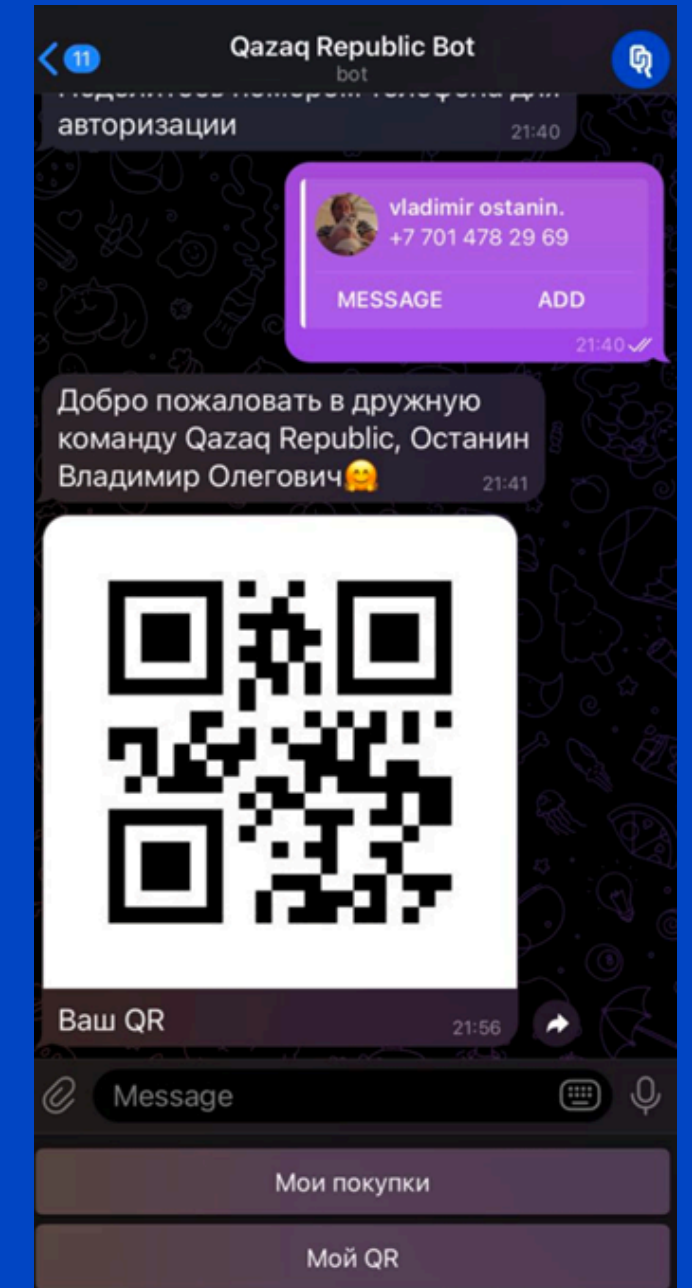 11
Qazaq Republic Bot
bot
авторизации
21:40
vladimir ostanin.
+7 701 478 29 69
MESSAGE ADD
21:40
Добро пожаловать в дружную
команду Qazaq Republic, Останин
Владимир Олегович🤗
21:41
Ваш QR
21:56
Message
Мои покупки
Мой QR